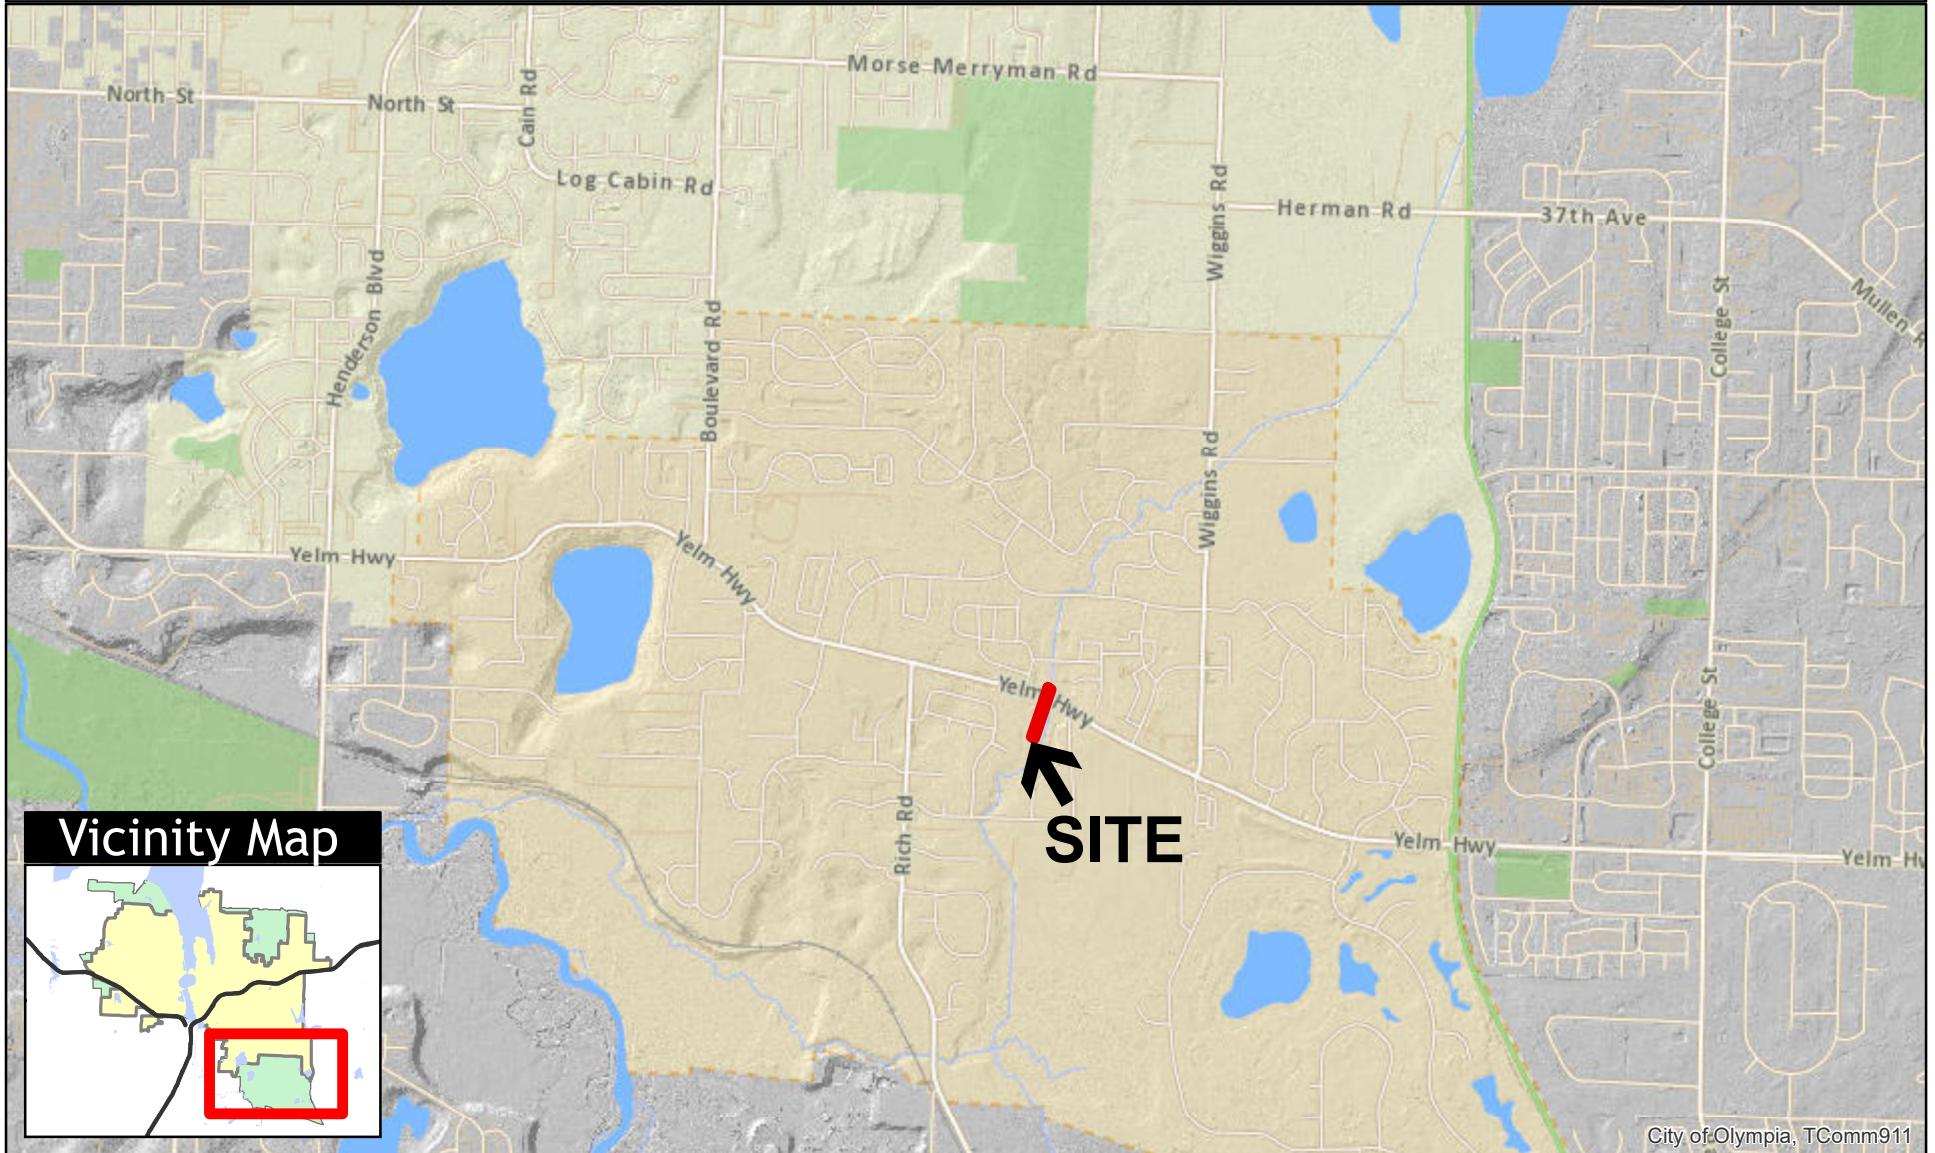 Morse Merryman Rd
North St
North St
Cain Rd
Log Cabin Rd
Wiggins Rd
Herman Rd
37th Ave
Henderson Blvd
Boulevard Rd
College St
Mullen R
Wiggins Rd
Yelm Hwy
Yelm Hwy
Yelm Hwy
College St
Rich Rd
SITE
Yelm Hwy
Yelm Hw
Vicinity Map
City of Olympia, TComm911